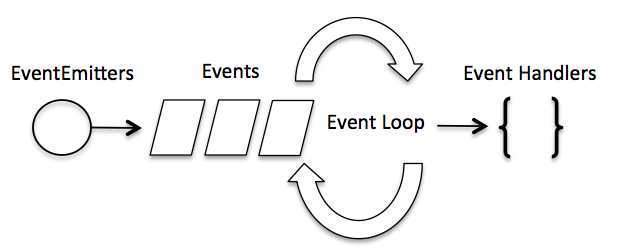 EventEmitters
Events
Event Loop
Event Handlers
{ }